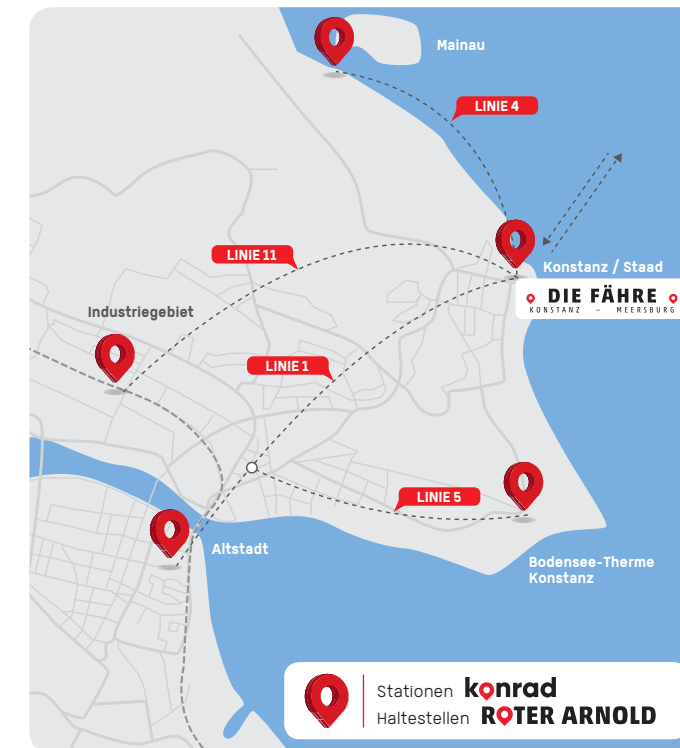 Mainau
LINIE 4
LINIE 11
Konstanz / Staad
DIE FÄHRE
KONSTANZ – MEERSBURG
Industriegebiet
LINIE 1
LINIE 5
Altstadt
Bodensee-Therme
Konstanz
Stationen konrad
Haltestellen ROTER ARNOLD